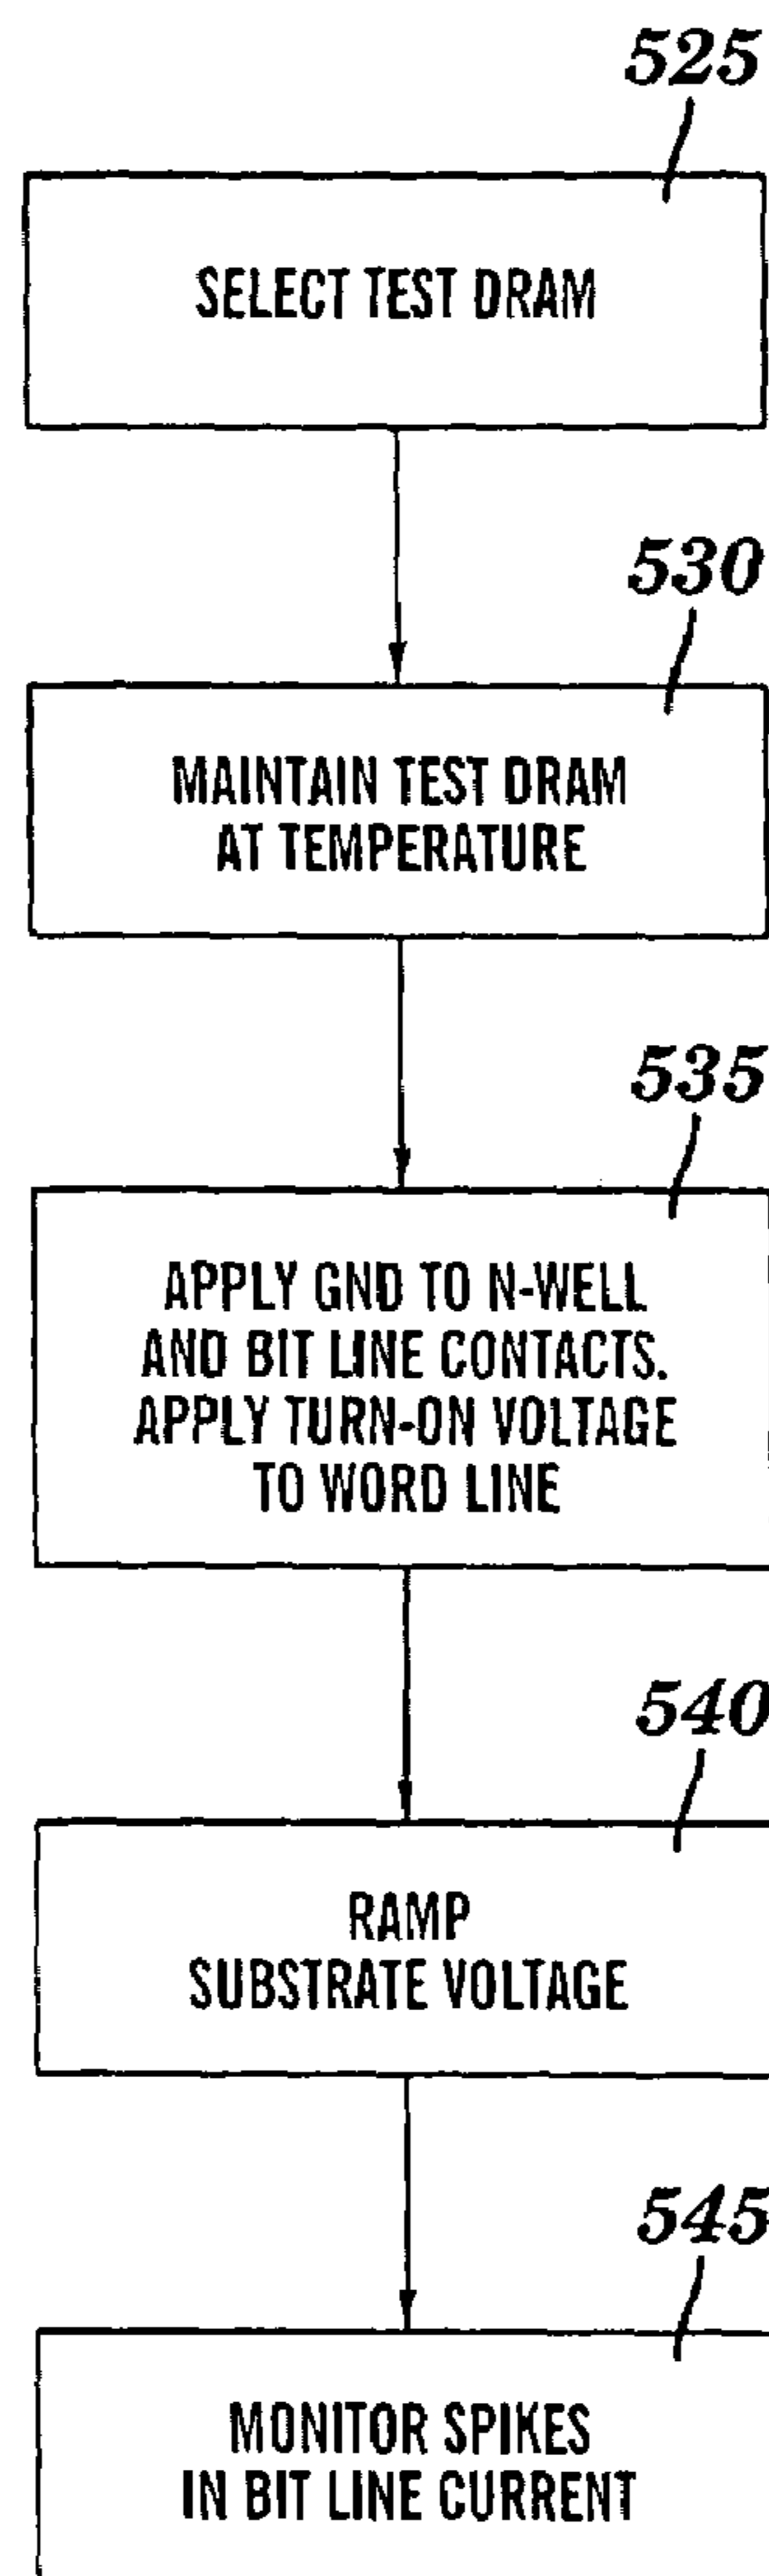 525
SELECT TEST DRAM
530
MAINTAIN TEST DRAM
AT TEMPERATURE
535
APPLY GND TO N-WELL
AND BIT LINE CONTACTS.
APPLY TURN-ON VOLTAGE
TO WORD LINE
540
RAMP
SUBSTRATE VOLTAGE
545
MONITOR SPIKES
IN BIT LINE CURRENT